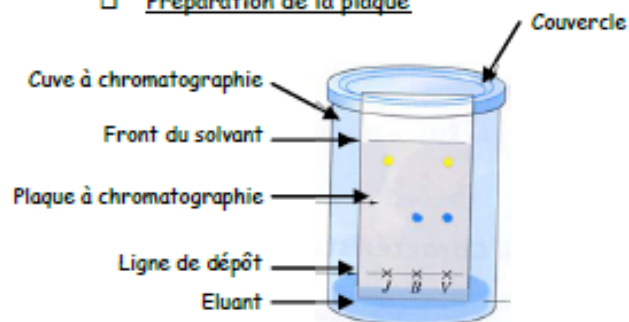 Préparation de la plaque
Couvercle
Cuve à chromatographie
Front du solvant
Plaque à chromatographie
Ligne de dépôt
J B V
Eluant